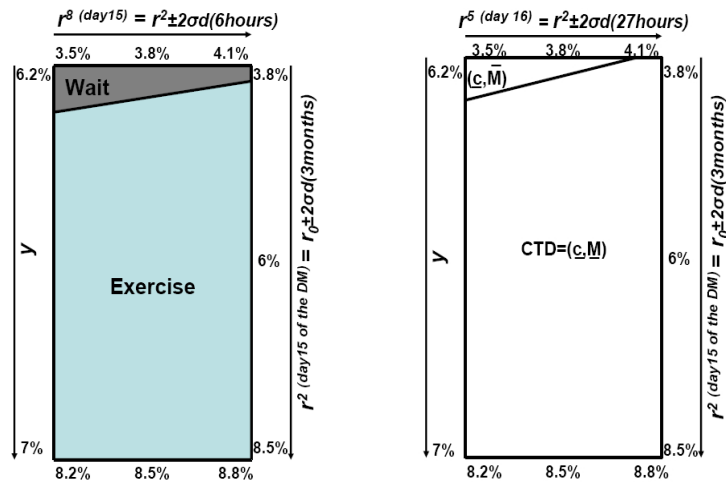 r⁸ (day15) = r²±2σd(6hours)
3.5% 3.8% 4.1%
6.2% 3.8%
Wait
y
Exercise
6%
r² (day15 of the DM) = r₀±2σd(3months)
7% 8.5%
8.2% 8.5% 8.8%
r⁵ (day 16) = r²±2σd(27hours)
3.5% 3.8% 4.1%
6.2% 3.8%
(c̲,M̅)
y
CTD=(c̲,M̲)
6%
r² (day15 of the DM) = r₀±2σd(3months)
7% 8.5%
8.2% 8.5% 8.8%